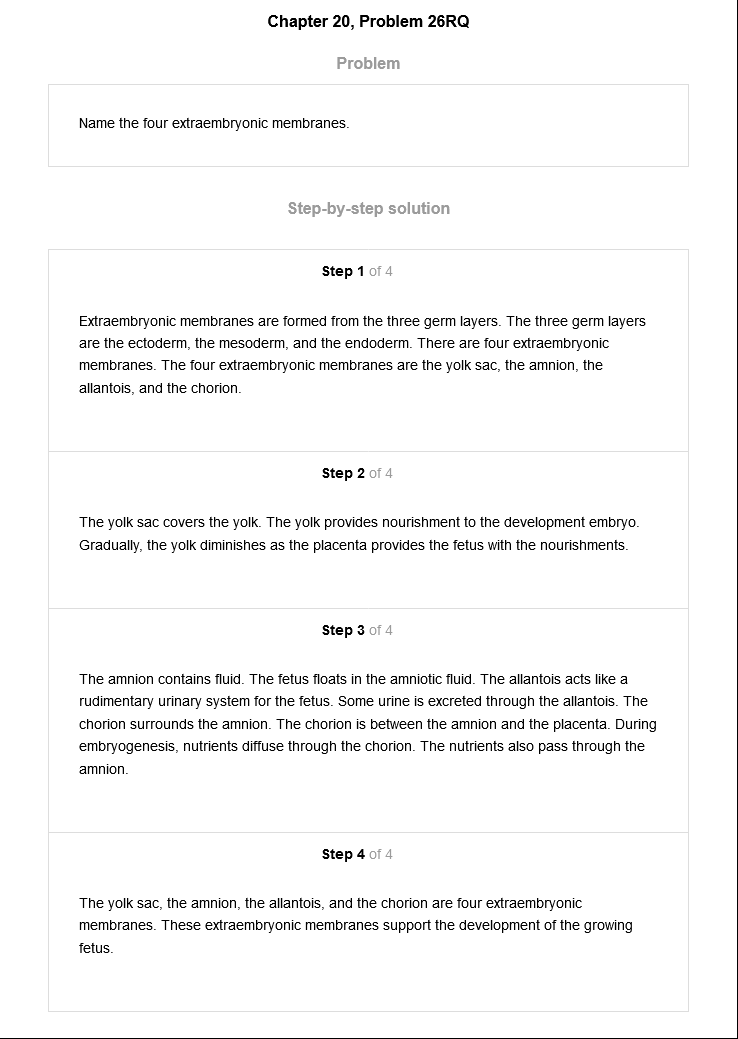 Chapter 20, Problem 26RQ
Problem
Name the four extraembryonic membranes.
Step-by-step solution
Step 1 of 4
Extraembryonic membranes are formed from the three germ layers. The three germ layers
are the ectoderm, the mesoderm, and the endoderm. There are four extraembryonic
membranes. The four extraembryonic membranes are the yolk sac, the amnion, the
allantois, and the chorion.
Step 2 of 4
The yolk sac covers the yolk. The yolk provides nourishment to the development embryo.
Gradually, the yolk diminishes as the placenta provides the fetus with the nourishments.
Step 3 of 4
The amnion contains fluid. The fetus floats in the amniotic fluid. The allantois acts like a
rudimentary urinary system for the fetus. Some urine is excreted through the allantois. The
chorion surrounds the amnion. The chorion is between the amnion and the placenta. During
embryogenesis, nutrients diffuse through the chorion. The nutrients also pass through the
amnion.
Step 4 of 4
The yolk sac, the amnion, the allantois, and the chorion are four extraembryonic
membranes. These extraembryonic membranes support the development of the growing
fetus.